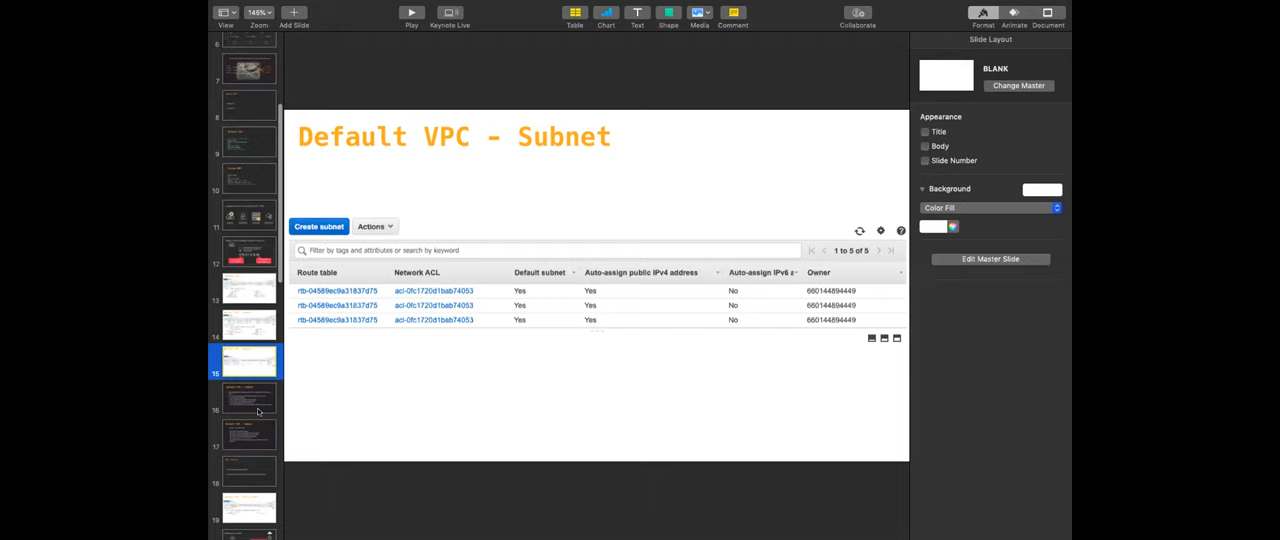 145%
View
Zoom
Add Slide
Play
Keynote Live
Table
Chart
Text
Shape
Media
Comment
Collaborate
Format
Animate
Document
6
7
8
9
10
11
12
13
14
15
16
17
18
19
Default VPC - Subnet
Create subnet
Actions
Filter by tags and attributes or search by keyword
1 to 5 of 5
Route table Network ACL Default subnet Auto-assign public IPv4 address Auto-assign IPv6 Owner
rtb-04589ec9a31837d75 acl-0fc1720d1bab74053 Yes Yes No 660144894449
rtb-04589ec9a31837d75 acl-0fc1720d1bab74053 Yes Yes No 660144894449
rtb-04589ec9a31837d75 acl-0fc1720d1bab74053 Yes Yes No 660144894449
Slide Layout
BLANK
Change Master
Appearance
Title
Body
Slide Number
Background
Color Fill
Edit Master Slide